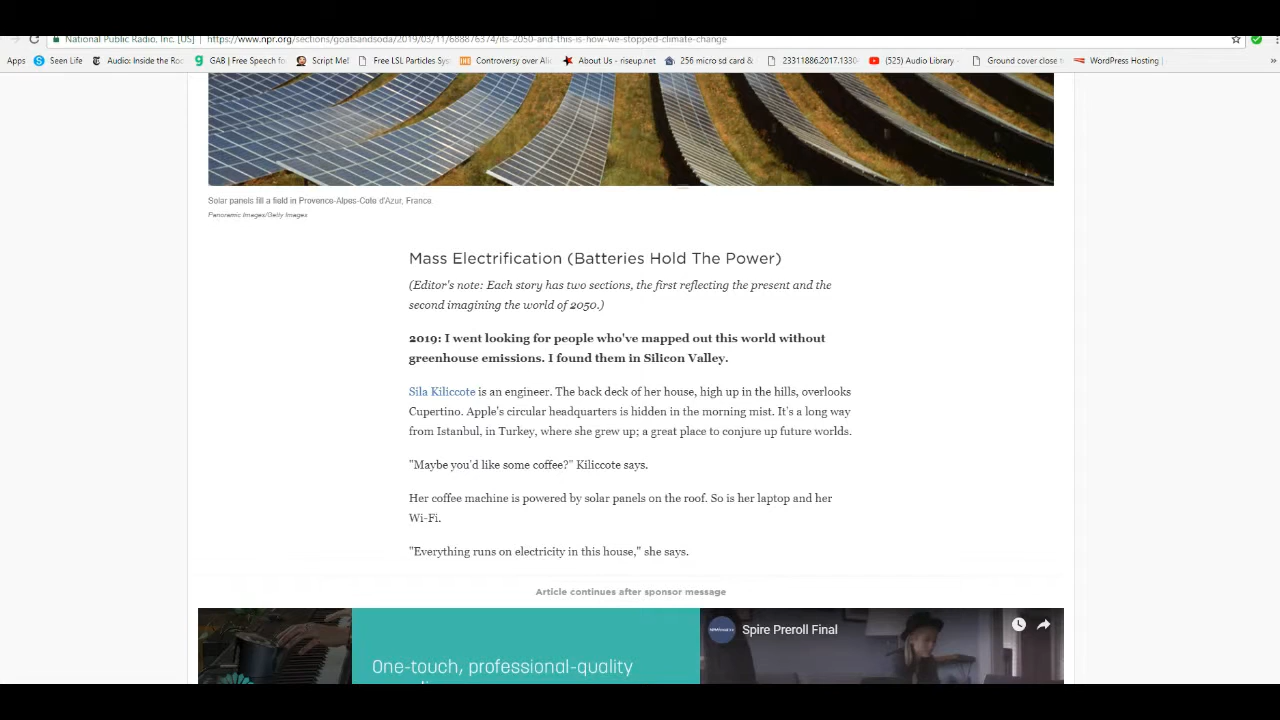 National Public Radio, Inc. [US] | https://www.npr.org/sections/goatsandsoda/2019/03/11/688876374/its-2050-and-this-is-how-we-stopped-climate-change
Apps Seen Life Audio: Inside the Ro GAB | Free Speech fo Script Me! Free LSL Particles Sys Controversy over Alic About Us - riseup.net 256 micro sd card & 23311886.2017.1330 (525) Audio Library - Ground cover close t WordPress Hosting | »
Solar panels fill a field in Provence-Alpes-Cote d'Azur, France.
Panoramic Images/Getty Images
Mass Electrification (Batteries Hold The Power)
(Editor's note: Each story has two sections, the first reflecting the present and the
second imagining the world of 2050.)
2019: I went looking for people who've mapped out this world without
greenhouse emissions. I found them in Silicon Valley.
Sila Kiliccote is an engineer. The back deck of her house, high up in the hills, overlooks
Cupertino. Apple's circular headquarters is hidden in the morning mist. It's a long way
from Istanbul, in Turkey, where she grew up; a great place to conjure up future worlds.
"Maybe you'd like some coffee?" Kiliccote says.
Her coffee machine is powered by solar panels on the roof. So is her laptop and her
Wi-Fi.
"Everything runs on electricity in this house," she says.
Article continues after sponsor message
Spire Preroll Final
One-touch, professional-quality